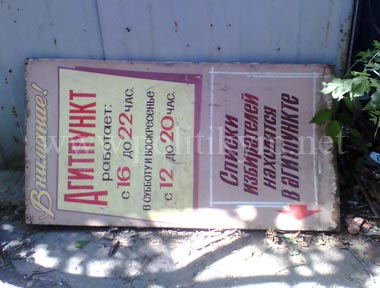 Внимание!
АГИТПУНКТ
работает:
с 16 до 22 час.
В СУББОТУ И ВОСКРЕСЕНЬЕ
с 12 до 20 час.
Списки
избирателей
находятся
в агитпункте